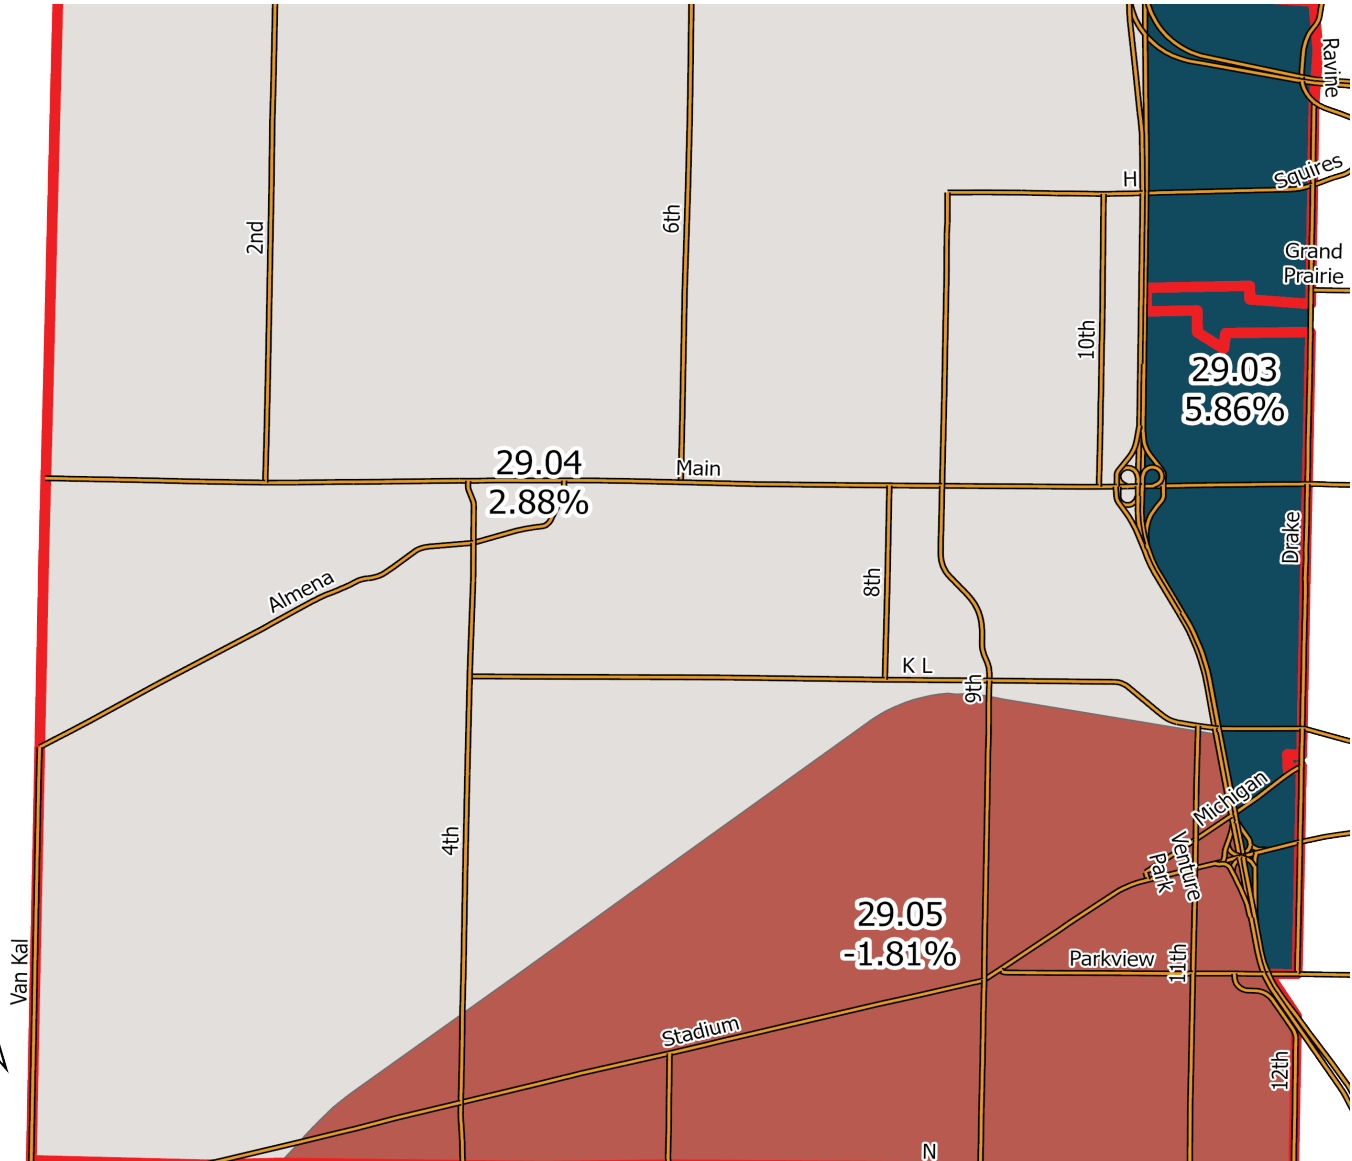 Ravine
Squires
H
2nd
6th
Grand
Prairie
10th
29.03
5.86%
29.04
2.88%
Main
Drake
8th
Almena
K L
9th
Michigan
4th
Venture
Park
29.05
-1.81%
Van Kal
Parkview
11th
Stadium
12th
N